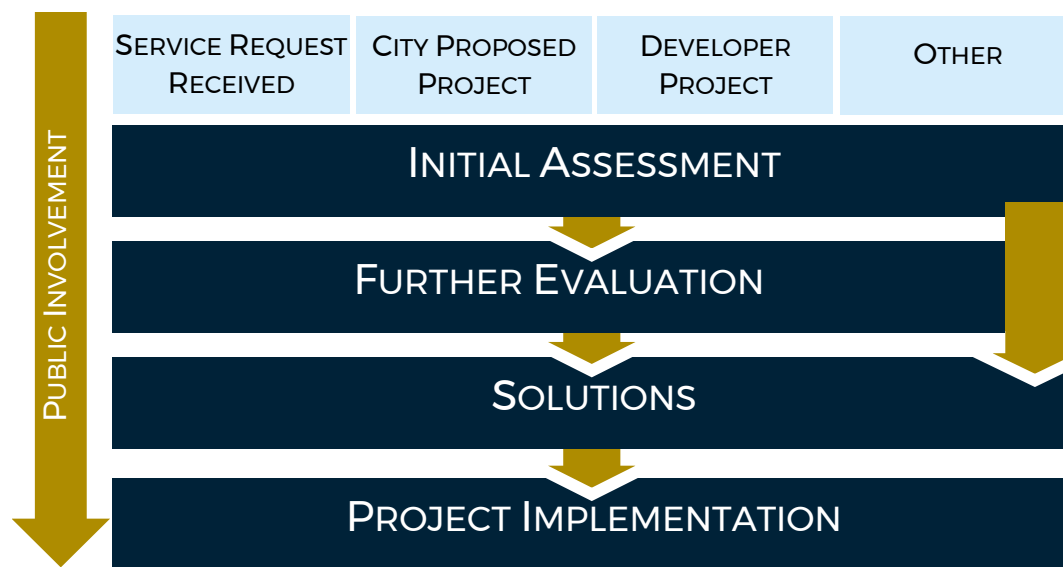 Public Involvement
Service Request
Received
City Proposed
Project
Developer
Project
Other
Initial Assessment
Further Evaluation
Solutions
Project Implementation